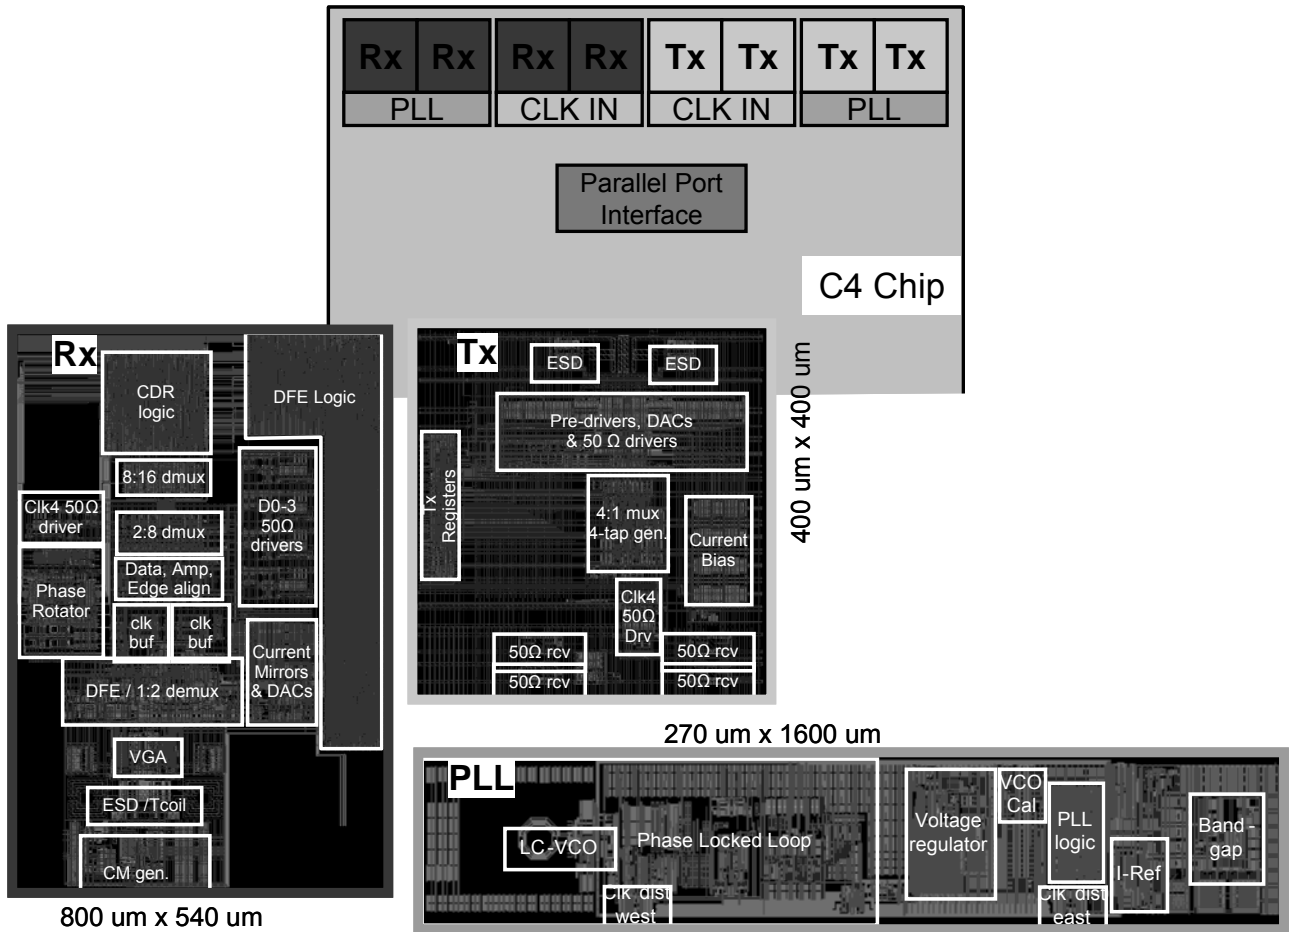 Rx Rx Rx Rx Tx Tx Tx Tx
PLL CLK IN CLK IN PLL
Parallel Port
Interface
C4 Chip
Rx
CDR
logic
DFE Logic
8:16 dmux
Clk4 50Ω
driver
2:8 dmux
D0-3
50Ω
drivers
Data, Amp,
Edge align
Phase
Rotator
clk
buf
clk
buf
Current
Mirrors
& DACs
DFE / 1:2 demux
VGA
ESD /Tcoil
CM gen.
800 um x 540 um
Tx
ESD
ESD
Pre-drivers, DACs
& 50 Ω drivers
Tx
Registers
4:1 mux
4-tap gen.
Current
Bias
Clk4
50Ω
Drv
50Ω rcv
50Ω rcv
50Ω rcv
50Ω rcv
400 um x 400 um
270 um x 1600 um
PLL
LC-VCO
Phase Locked Loop
Clk dist
west
Voltage
regulator
VCO
Cal
PLL
logic
Clk dist
east
I-Ref
Band-
gap